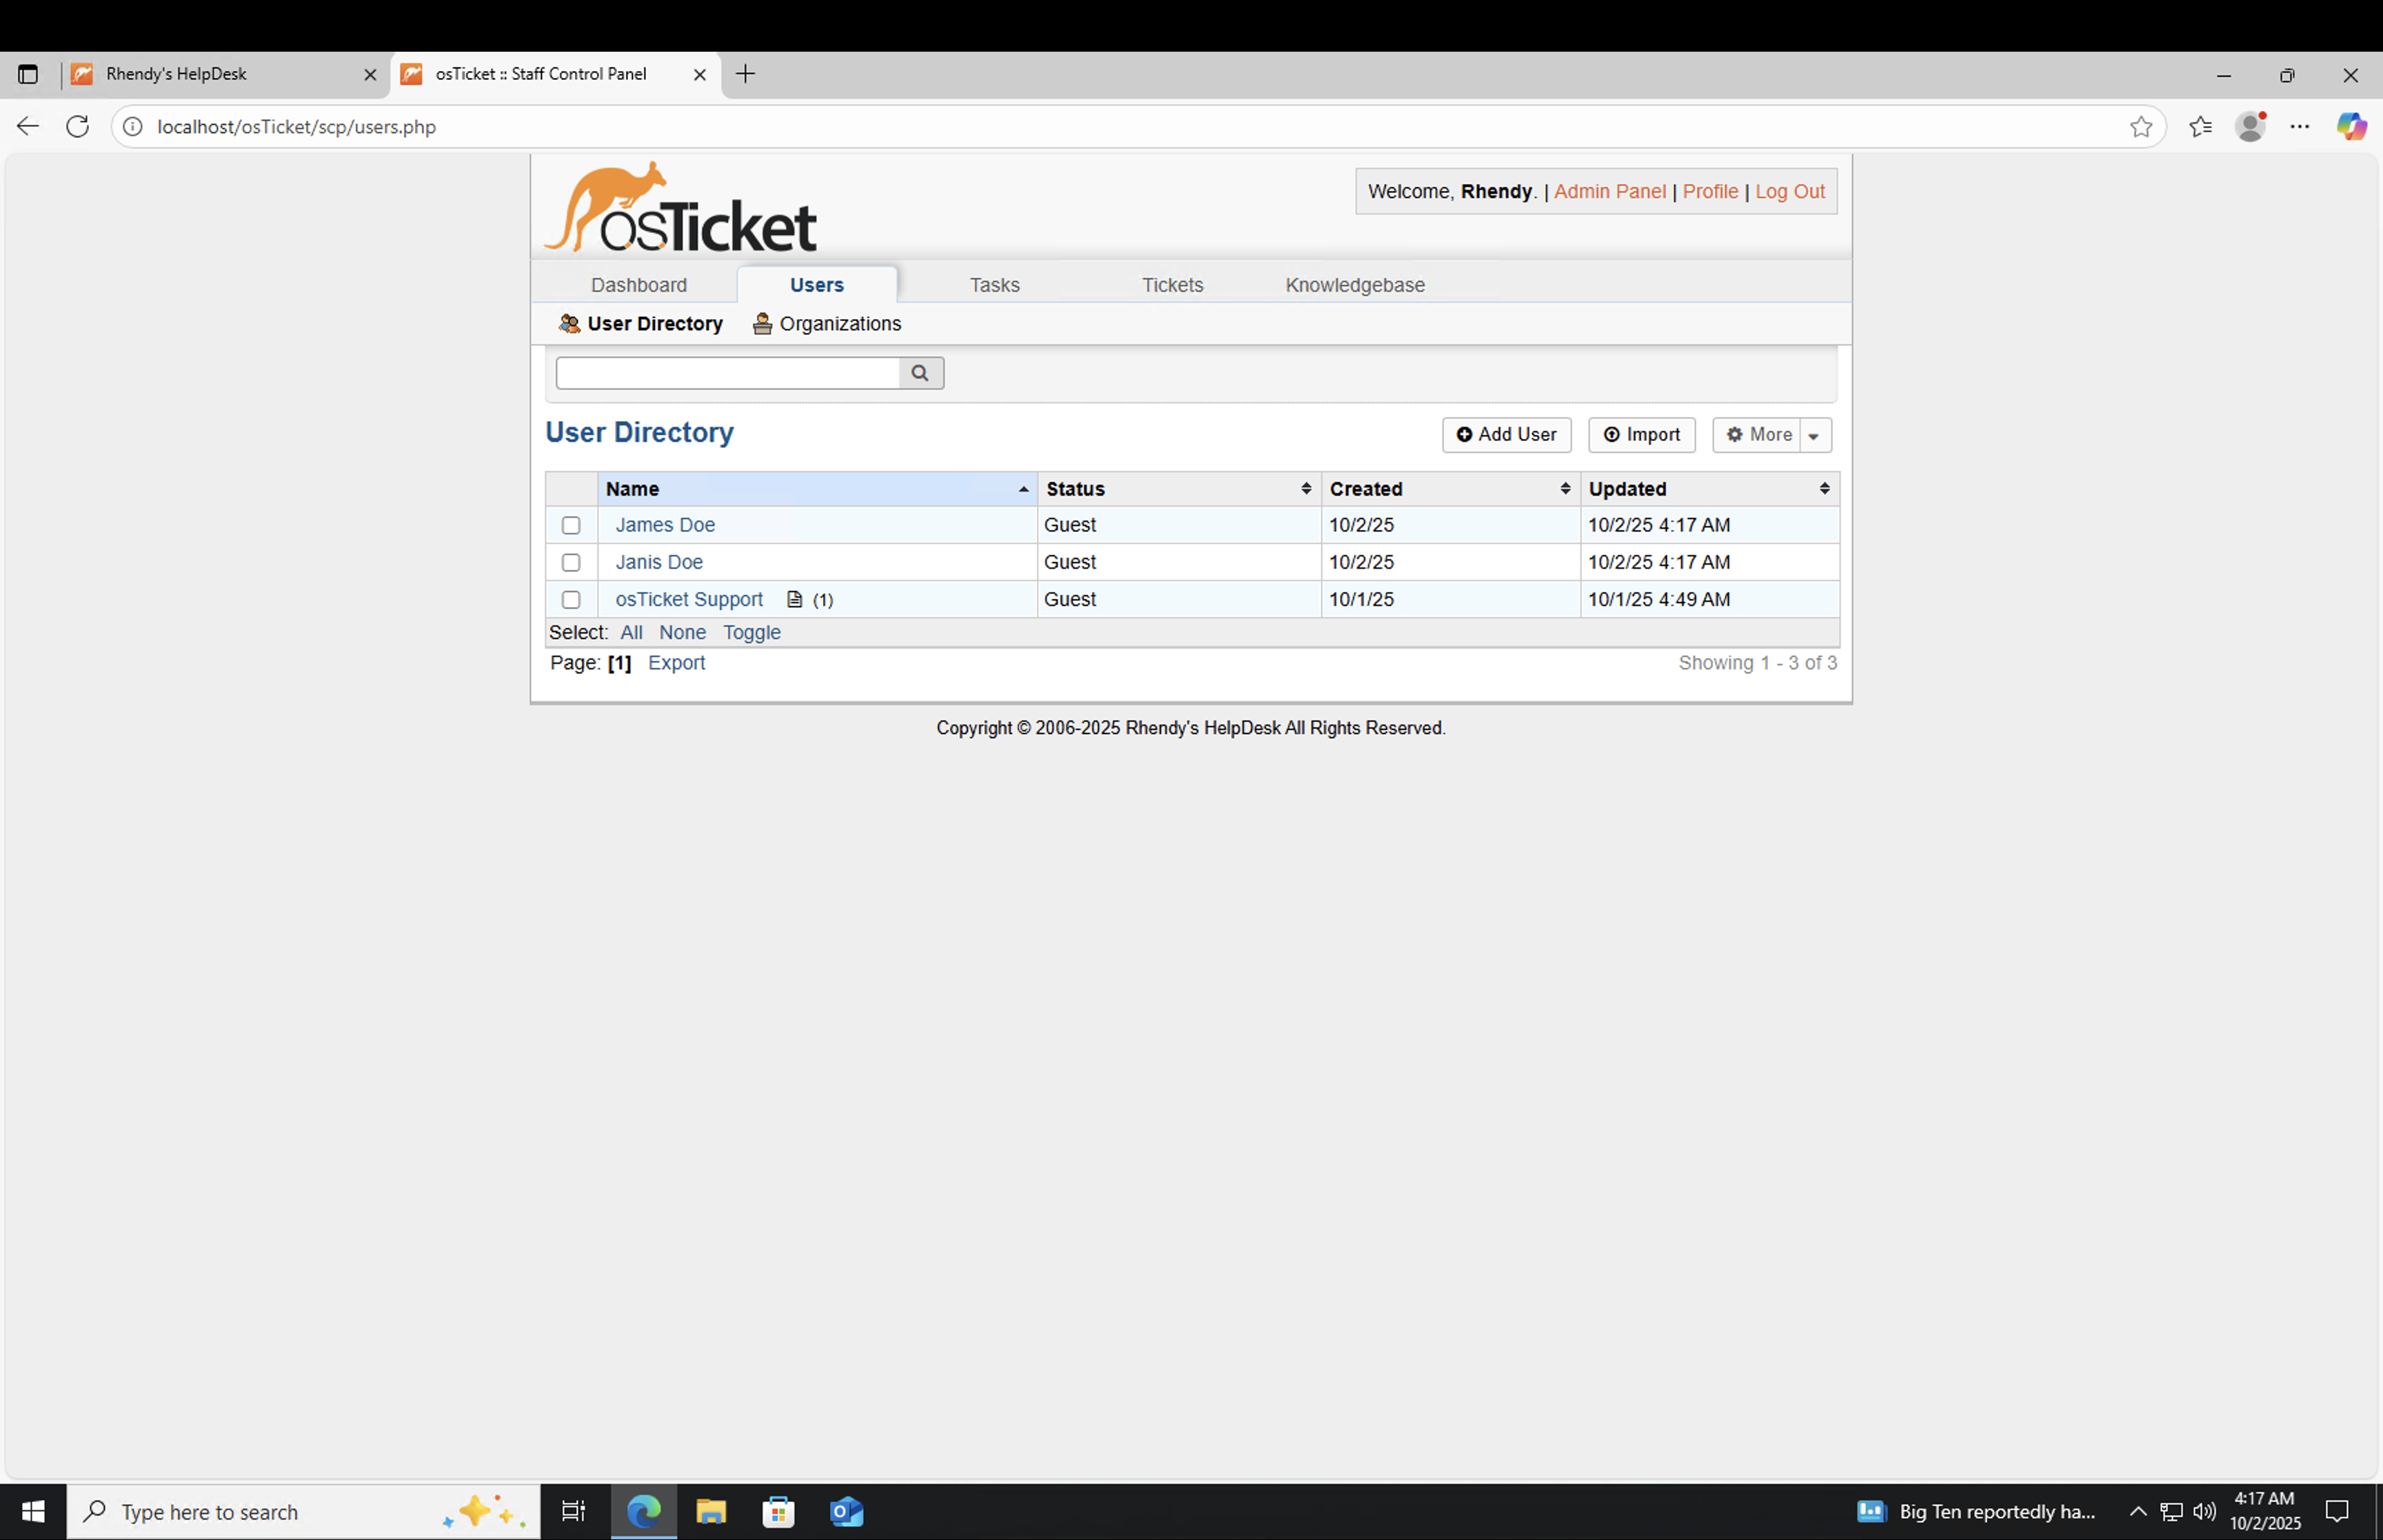 Rhendy's HelpDesk
osTicket :: Staff Control Panel
localhost/osTicket/scp/users.php
osTicket
Welcome, Rhendy. | Admin Panel | Profile | Log Out
Dashboard Users Tasks Tickets Knowledgebase
User Directory Organizations
User Directory
Add User Import More
Name Status Created Updated
James Doe Guest 10/2/25 10/2/25 4:17 AM
Janis Doe Guest 10/2/25 10/2/25 4:17 AM
osTicket Support (1) Guest 10/1/25 10/1/25 4:49 AM
Select: All None Toggle
Page: [1] Export Showing 1 - 3 of 3
Copyright © 2006-2025 Rhendy's HelpDesk All Rights Reserved.
Type here to search
Big Ten reportedly ha...
4:17 AM
10/2/2025